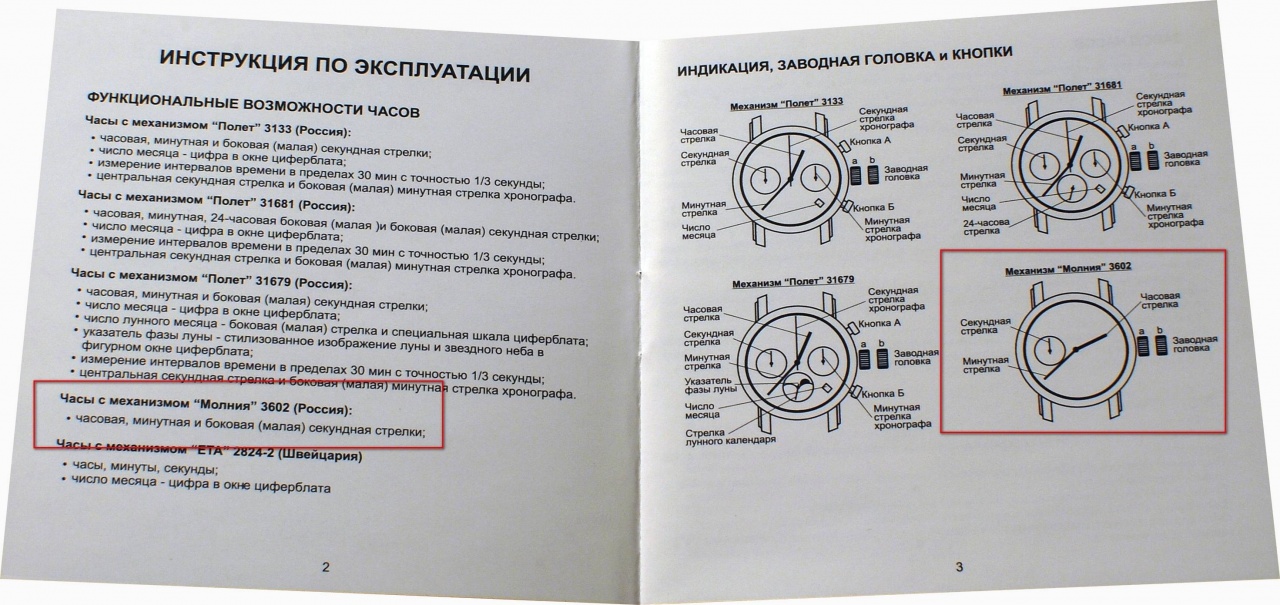 ИНСТРУКЦИЯ ПО ЭКСПЛУАТАЦИИ
ФУНКЦИОНАЛЬНЫЕ ВОЗМОЖНОСТИ ЧАСОВ
Часы с механизмом “Полет” 3133 (Россия):
• часовая, минутная и боковая (малая) секундная стрелки;
• число месяца - цифра в окне циферблата;
• измерение интервалов времени в пределах 30 мин с точностью 1/3 секунды;
• центральная секундная стрелка и боковая (малая) минутная стрелка хронографа.
Часы с механизмом “Полет” 31681 (Россия):
• часовая, минутная, 24-часовая боковая (малая )и боковая (малая) секундная стрелки;
• число месяца - цифра в окне циферблата;
• измерение интервалов времени в пределах 30 мин с точностью 1/3 секунды;
• центральная секундная стрелка и боковая (малая) минутная стрелка хронографа.
Часы с механизмом “Полет” 31679 (Россия):
• часовая, минутная и боковая (малая) секундная стрелки;
• число месяца - цифра в окне циферблата;
• число лунного месяца - боковая (малая) стрелка и специальная шкала циферблата;
• указатель фазы луны - стилизованное изображение луны и звездного неба в
фигурном окне циферблата;
• измерение интервалов времени в пределах 30 мин с точностью 1/3 секунды;
• центральная секундная стрелка и боковая (малая) минутная стрелка хронографа.
Часы с механизмом “Молния” 3602 (Россия):
• часовая, минутная и боковая (малая) секундная стрелки;
Часы с механизмом “ETA” 2824-2 (Швейцария)
• часы, минуты, секунды;
• число месяца - цифра в окне циферблата
2
ИНДИКАЦИЯ, ЗАВОДНАЯ ГОЛОВКА и КНОПКИ
Механизм “Полет” 3133
Часовая
стрелка
Секундная
стрелка
Минутная
стрелка
Число
месяца
Секундная
стрелка
хронографа
Кнопка А
a b
Заводная
головка
Кнопка Б
Минутная
стрелка
хронографа
Механизм “Полет” 31681
Часовая
стрелка
Секундная
стрелка
Минутная
стрелка
Число
месяца
24-часова
стрелка
Секундная
стрелка
хронографа
Кнопка А
a b
Заводная
головка
Кнопка Б
Минутная
стрелка
хронографа
Механизм “Полет” 31679
Часовая
стрелка
Секундная
стрелка
Минутная
стрелка
Указатель
фазы луны
Число
месяца
Стрелка
лунного календаря
Секундная
стрелка
хронографа
Кнопка А
a b
Заводная
головка
Кнопка Б
Минутная
стрелка
хронографа
Механизм “Молния” 3602
Секундная
стрелка
Минутная
стрелка
Часовая
стрелка
a b
Заводная
головка
3